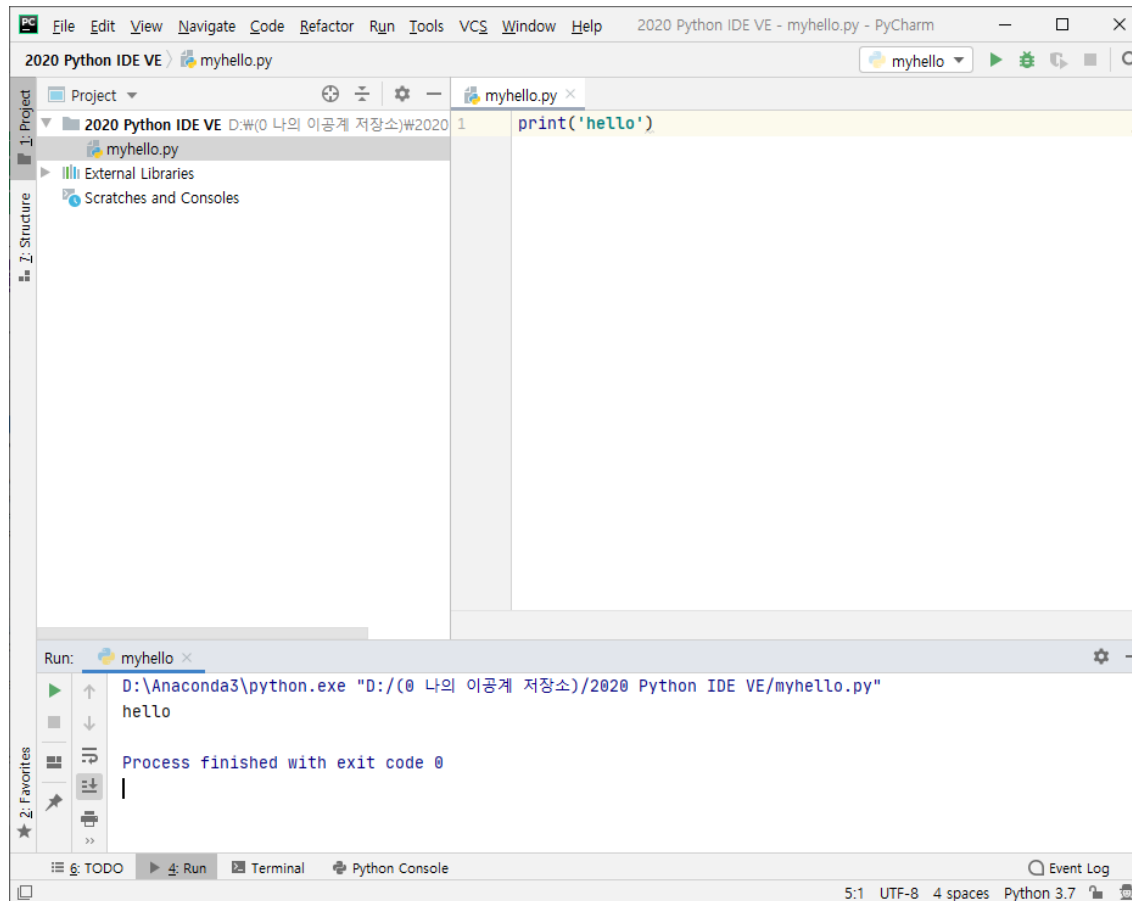 PC File Edit View Navigate Code Refactor Run Tools VCS Window Help 2020 Python IDE VE - myhello.py - PyCharm
2020 Python IDE VE myhello.py myhello
1: Project
Project
myhello.py
2020 Python IDE VE D:₩(0 나의 이공계 저장소)₩2020
myhello.py
External Libraries
Scratches and Consoles
1 print('hello')
7: Structure
Run: myhello
D:\Anaconda3\python.exe "D:/(0 나의 이공계 저장소)/2020 Python IDE VE/myhello.py"
hello
Process finished with exit code 0
2: Favorites
6: TODO 4: Run Terminal Python Console Event Log
5:1 UTF-8 4 spaces Python 3.7